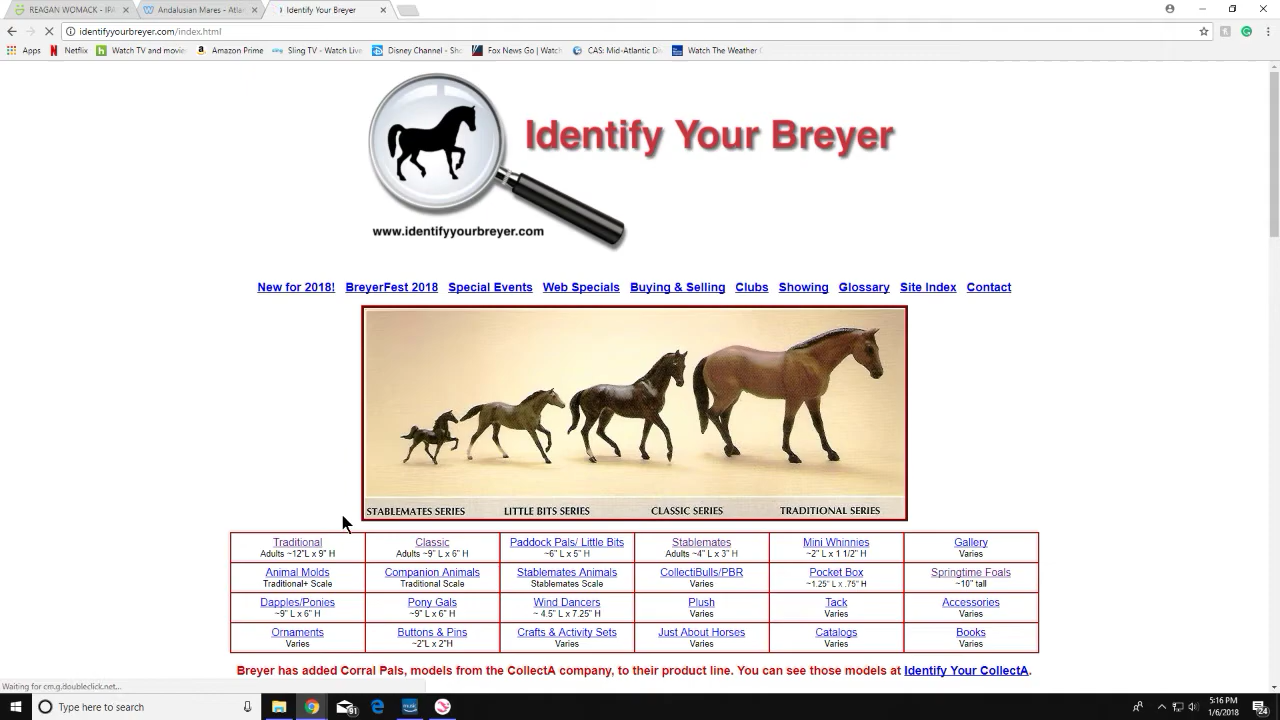 REAGAN WOMACK - IPA
Andalusian Mares - Atla
Identify Your Breyer
identifyyourbreyer.com/index.html
Apps Netflix Watch TV and movie Amazon Prime Sling TV - Watch Live Disney Channel - Sho Fox News Go | Watch CAS: Mid-Atlantic Di Watch The Weather C
Identify Your Breyer
www.identifyyourbreyer.com
New for 2018! BreyerFest 2018 Special Events Web Specials Buying & Selling Clubs Showing Glossary Site Index Contact
STABLEMATES SERIES LITTLE BITS SERIES CLASSIC SERIES TRADITIONAL SERIES
Traditional Classic Paddock Pals/ Little Bits Stablemates Mini Whinnies Gallery
Adults ~12"L x 9" H Adults ~9" L x 6" H ~6" L x 5" H Adults ~4" L x 3" H ~2" L x 1 1/2" H Varies
Animal Molds Companion Animals Stablemates Animals CollectiBulls/PBR Pocket Box Springtime Foals
Traditional+ Scale Traditional Scale Stablemates Scale Varies ~1.25" L x .75" H ~10" tall
Dapples/Ponies Pony Gals Wind Dancers Plush Tack Accessories
~9" L x 6" H ~9" L x 6" H ~ 4.5" L x 7.25" H Varies Varies Varies
Ornaments Buttons & Pins Crafts & Activity Sets Just About Horses Catalogs Books
Varies ~2"L x 2"H Varies Varies Varies Varies
Breyer has added Corral Pals, models from the CollectA company, to their product line. You can see those models at Identify Your CollectA.
Waiting for cm.g.doubleclick.net...
Type here to search
91
5:16 PM
1/6/2018
24